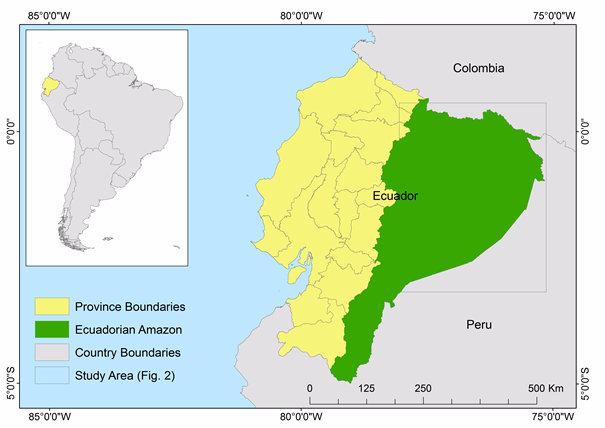 85°0'0"W 80°0'0"W 75°0'0"W
Colombia
0°0'0" 0°0'0"
Ecuador
Province Boundaries
Ecuadorian Amazon
Country Boundaries
Study Area (Fig. 2)
Peru
0 125 250 500 Km
5°0'0"S 5°0'0"S
85°0'0"W 80°0'0"W 75°0'0"W